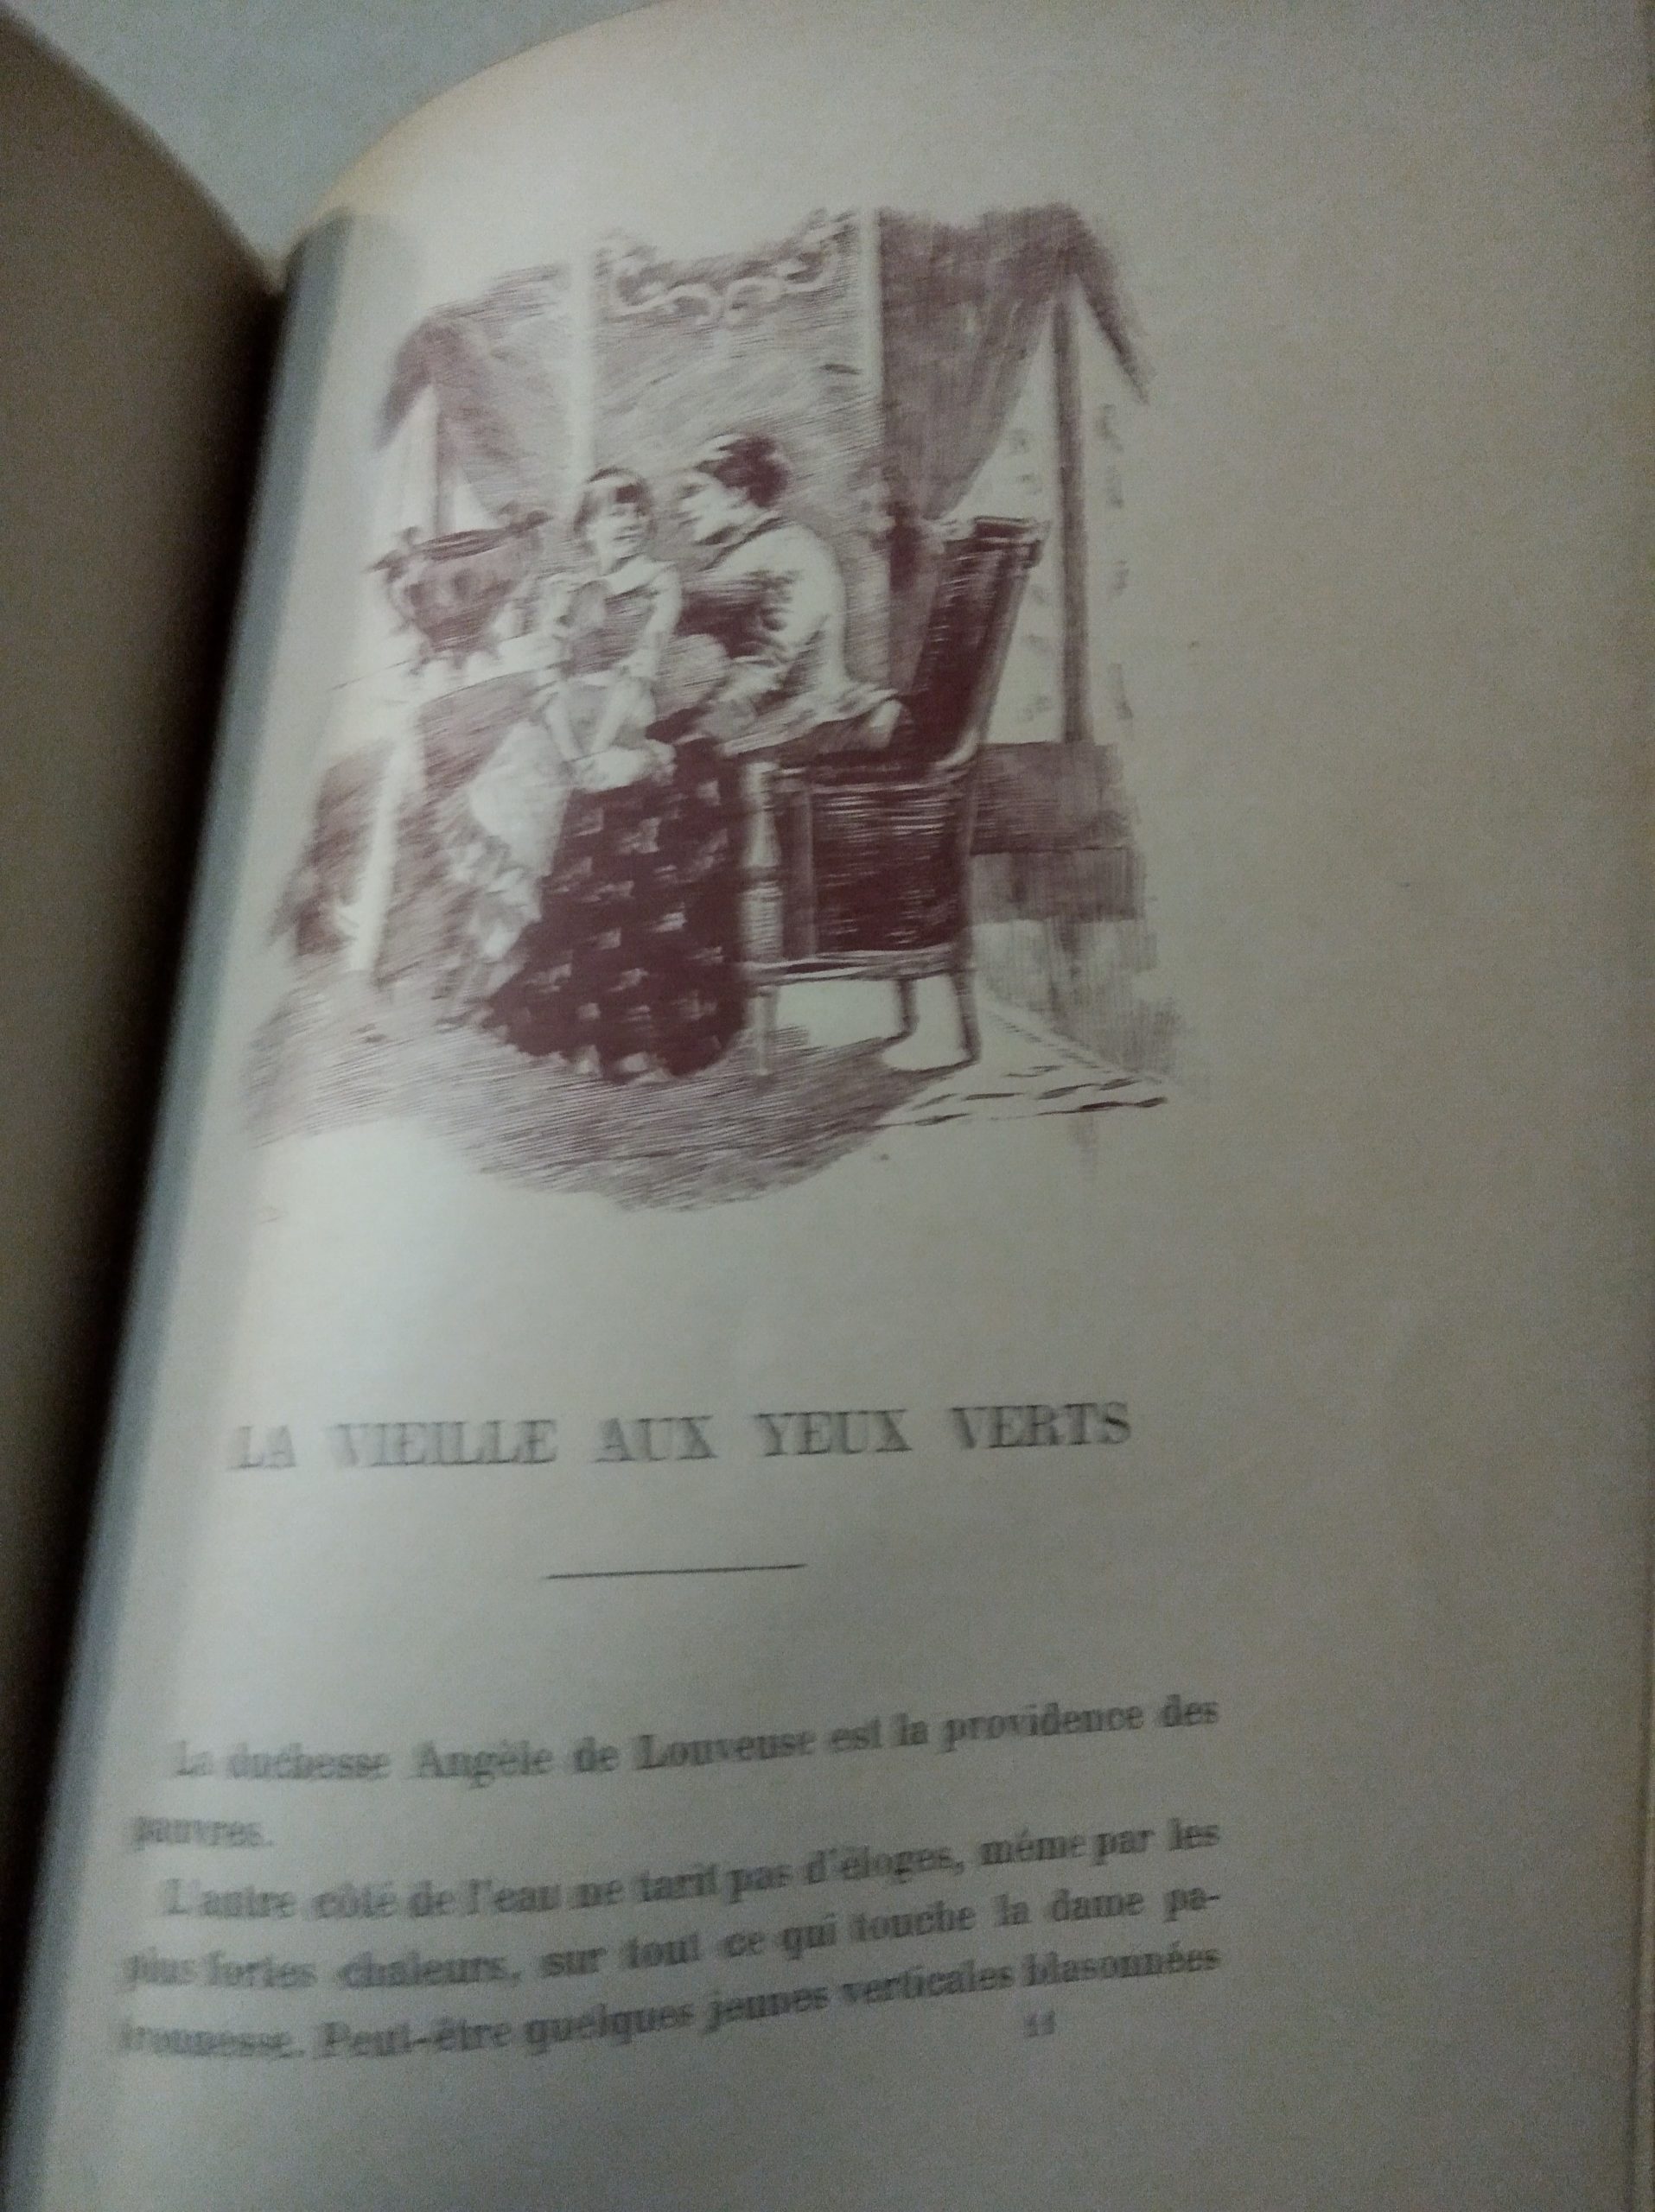 LA VIEILLE AUX YEUX VERTS
La duchesse Angèle de Louveuse est la providence des
pauvres.
L'autre côté de l'eau ne tarit pas d'éloges, même par les
plus fortes chaleurs, sur tout ce qui touche la dame pa-
tronnesse. Peut-être quelques jeunes verticales blasonnées
11